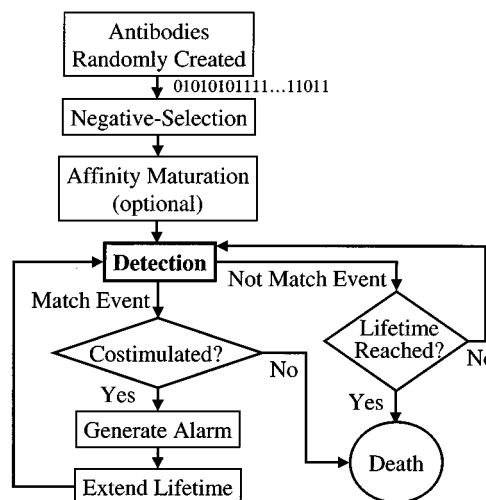 Antibodies
Randomly Created
01010101111...11011
Negative-Selection
Affinity Maturation
(optional)
Detection
Not Match Event
Match Event
Lifetime
Reached?
Costimulated?
No
No
Yes
Yes
Generate Alarm
Death
Extend Lifetime